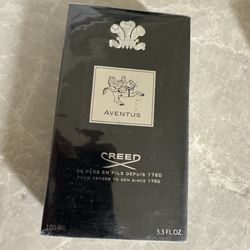 AVENTUS
CREED
DE PÈRE EN FILS DEPUIS 1760
FROM FATHER TO SON SINCE 1760
100 ML
3.3 FL.OZ.